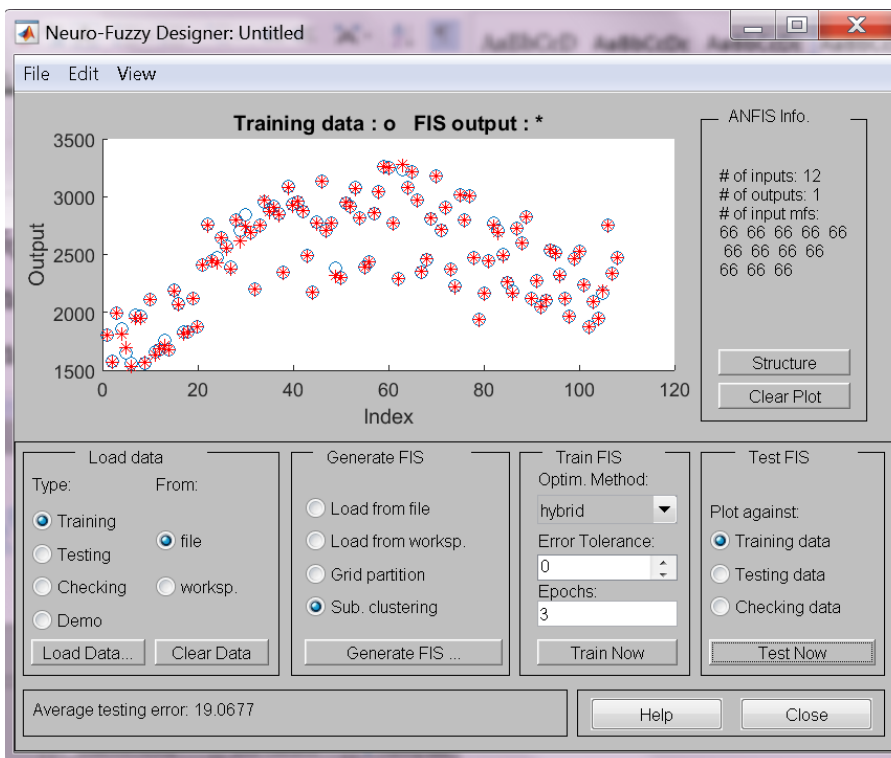 Neuro-Fuzzy Designer: Untitled
File Edit View
Training data : o FIS output : *
3500
3000
2500
2000
1500
Output
0 20 40 60 80 100 120
Index
ANFIS Info.
# of inputs: 12
# of outputs: 1
# of input mfs:
66 66 66 66 66
66 66 66 66
66 66 66
Structure
Clear Plot
Load data
Type: From:
Training
Testing
Checking
Demo
file
worksp.
Load Data... Clear Data
Generate FIS
Load from file
Load from worksp.
Grid partition
Sub. clustering
Generate FIS ...
Train FIS
Optim. Method:
hybrid
Error Tolerance:
0
Epochs:
3
Train Now
Test FIS
Plot against:
Training data
Testing data
Checking data
Test Now
Average testing error: 19.0677
Help Close